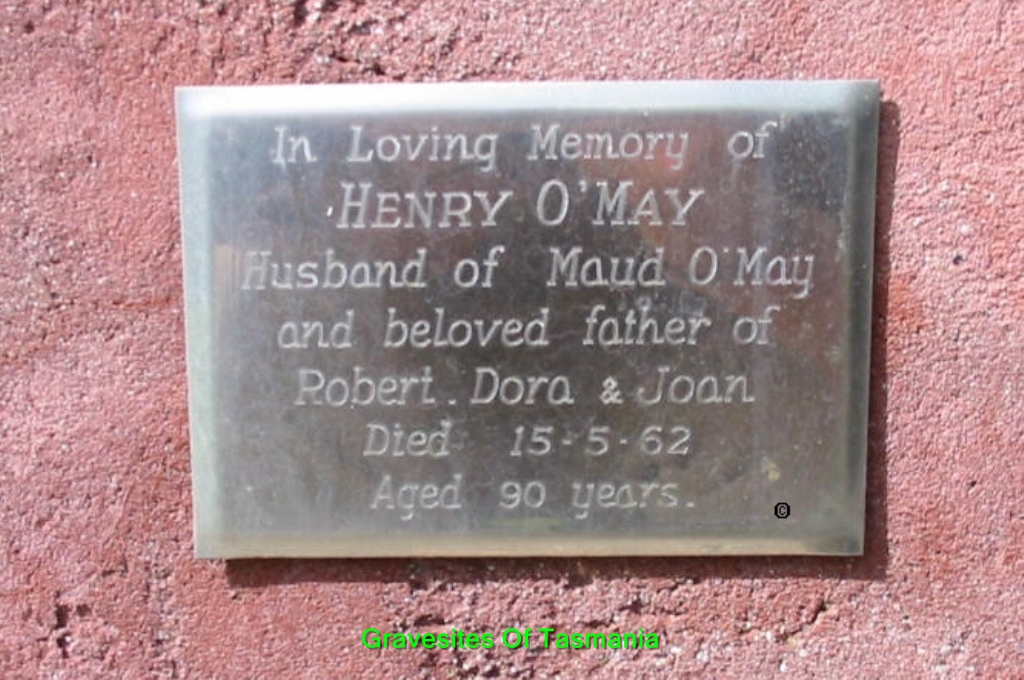 In Loving Memory of
HENRY O'MAY
Husband of Maud O'May
and beloved father of
Robert. Dora & Joan
Died 15-5-62
Aged 90 years.
©
Gravesites Of Tasmania